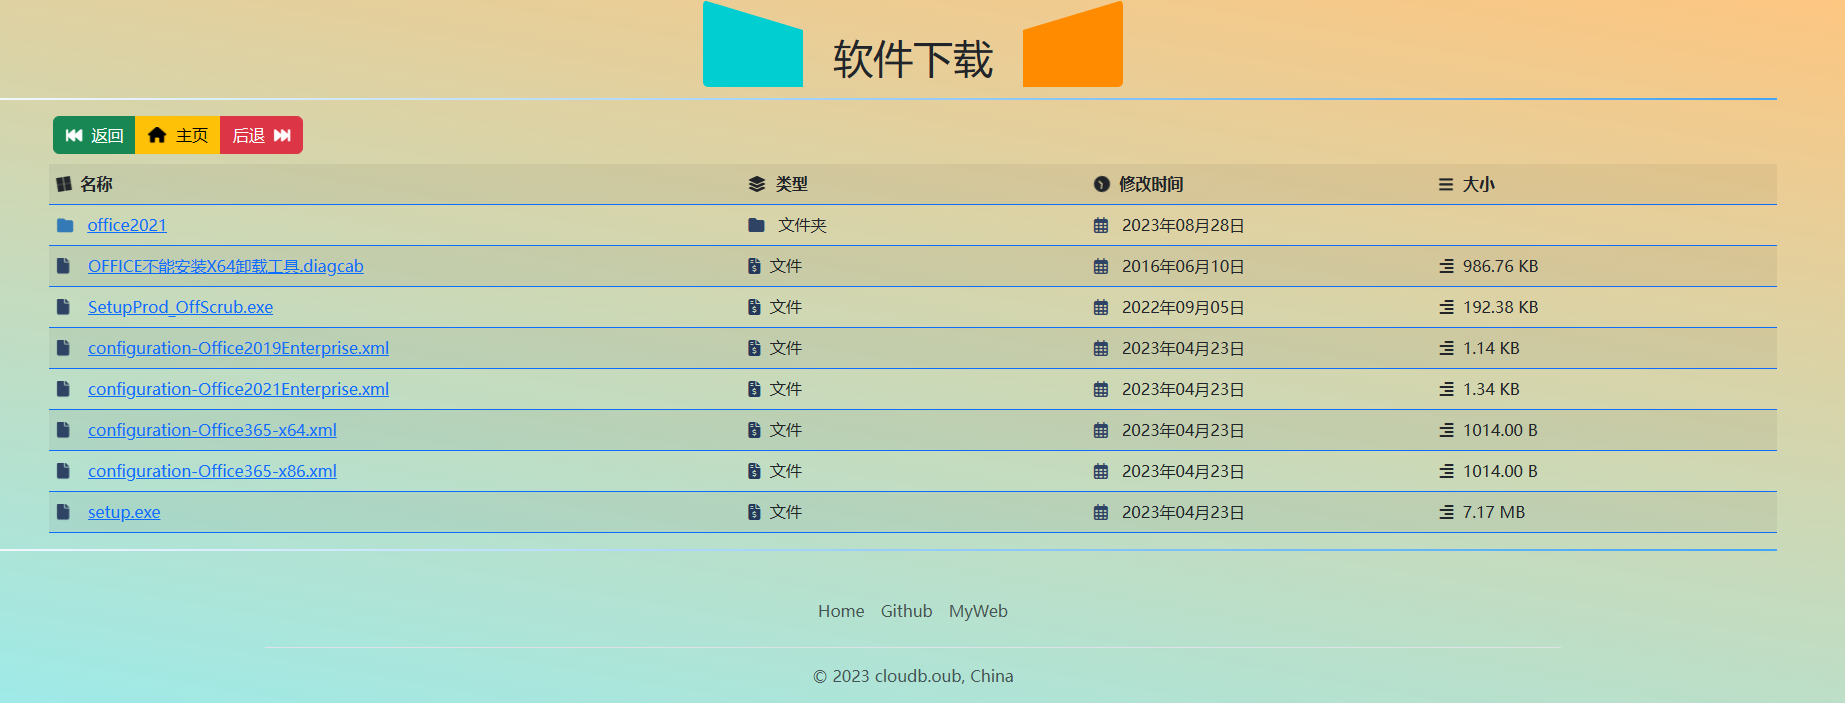 软件下载
返回 主页 后退
名称 类型 修改时间 大小
office2021 文件夹 2023年08月28日
OFFICE不能安装X64卸载工具.diagcab 文件 2016年06月10日 986.76 KB
SetupProd_OffScrub.exe 文件 2022年09月05日 192.38 KB
configuration-Office2019Enterprise.xml 文件 2023年04月23日 1.14 KB
configuration-Office2021Enterprise.xml 文件 2023年04月23日 1.34 KB
configuration-Office365-x64.xml 文件 2023年04月23日 1014.00 B
configuration-Office365-x86.xml 文件 2023年04月23日 1014.00 B
setup.exe 文件 2023年04月23日 7.17 MB
Home Github MyWeb
© 2023 cloudb.oub, China